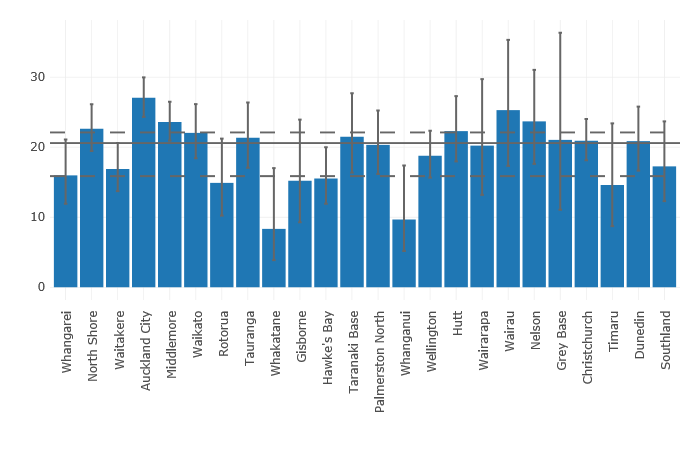 30
20
10
0
Whangarei
North Shore
Waitakere
Auckland City
Middlemore
Waikato
Rotorua
Tauranga
Whakatane
Gisborne
Hawke's Bay
Taranaki Base
Palmerston North
Whanganui
Wellington
Hutt
Wairarapa
Wairau
Nelson
Grey Base
Christchurch
Timaru
Dunedin
Southland